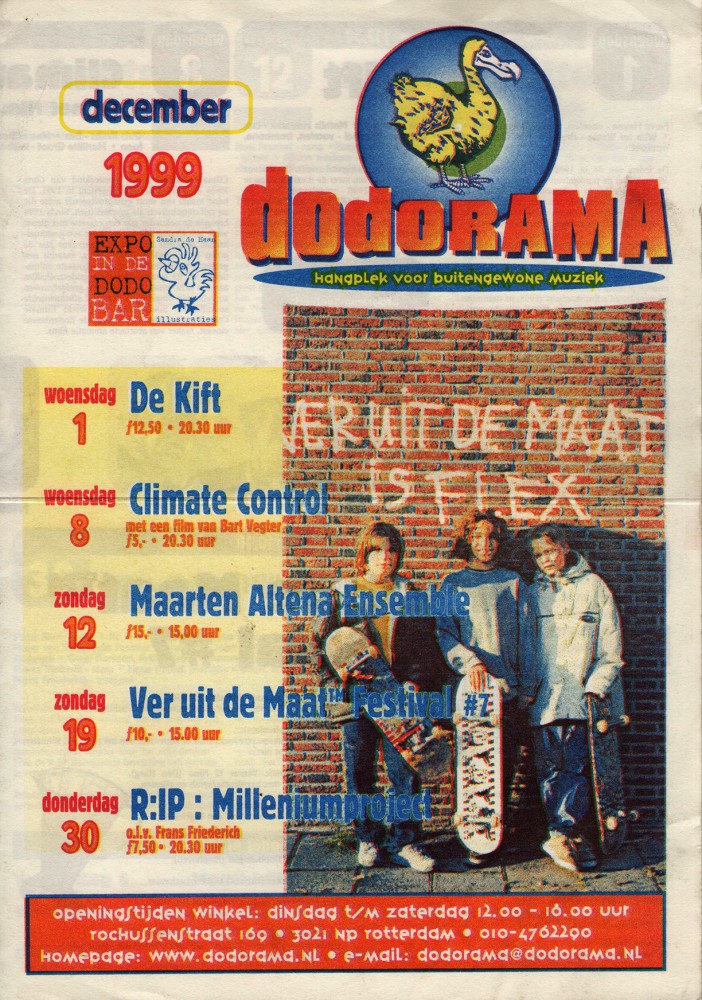 december
1999
dodorama
Hangplek voor buitengewone muziek
EXPO
IN DE
DODO
BAR
Sandra de Haan
illustraties
VER UIT DE MAAT
IS FLEX
woensdag
1
De Kift
ƒ12,50 • 20.30 uur
woensdag
8
Climate Control
met een film van Bart Vegter
ƒ5,- • 20.30 uur
zondag
12
Maarten Altena Ensemble
ƒ15,- • 15,00 uur
zondag
19
Ver uit de Maat™ Festival #7
ƒ10,- • 15.00 uur
donderdag
30
R:IP : Milleniumproject
o.l.v. Frans Friederich
ƒ7,50 • 20.30 uur
openingstijden winkel: dinsdag t/m zaterdag 12.00 - 18.00 uur
rochussenstraat 169 • 3021 NP rotterdam • 010-4762290
Homepage: www.dodorama.nl • e-mail: dodorama@dodorama.nl